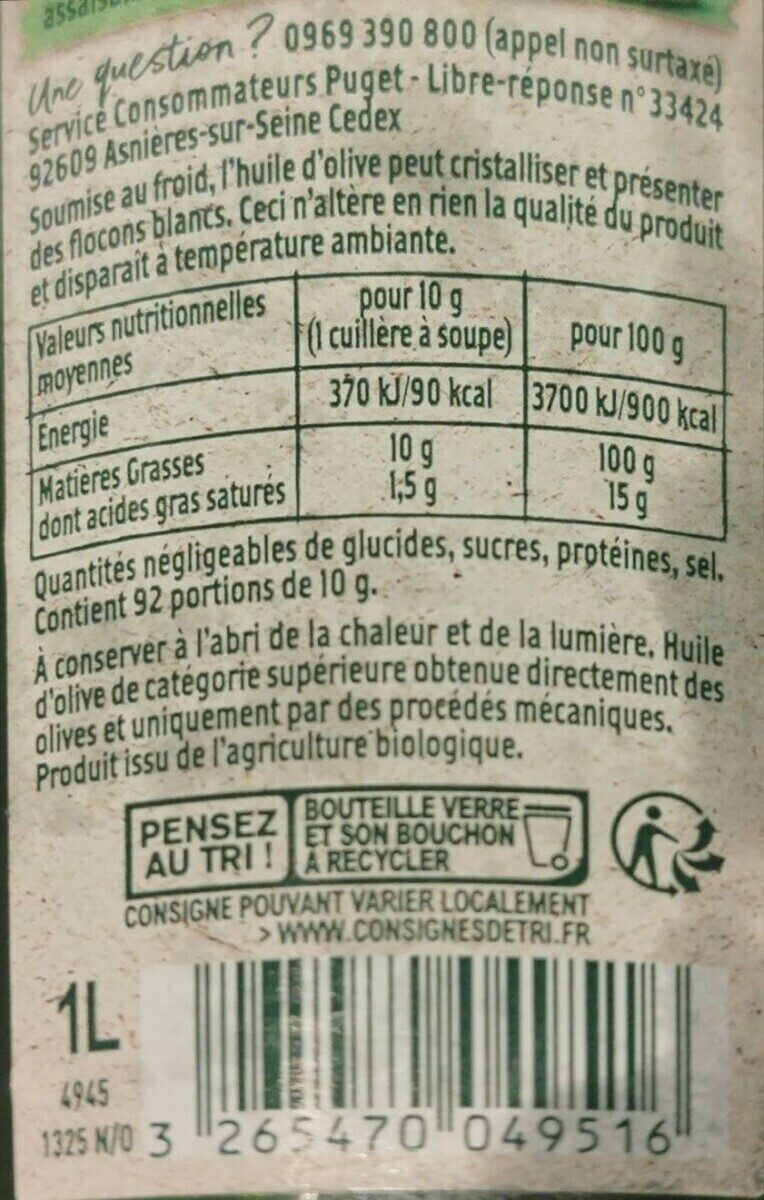 Une question ? 0969 390 800 (appel non surtaxé)
Service Consommateurs Puget - Libre-réponse n° 33424
92609 Asnières-sur-Seine Cedex
Soumise au froid, l'huile d'olive peut cristalliser et présenter
des flocons blancs. Ceci n'altère en rien la qualité du produit
et disparaît à température ambiante.
Valeurs nutritionnelles moyennes | pour 10 g (1 cuillère à soupe) | pour 100 g
Énergie | 370 kJ/90 kcal | 3700 kJ/900 kcal
Matières Grasses | 10 g | 100 g
dont acides gras saturés | 1,5 g | 15 g
Quantités négligeables de glucides, sucres, protéines, sel.
Contient 92 portions de 10 g.
À conserver à l'abri de la chaleur et de la lumière. Huile
d'olive de catégorie supérieure obtenue directement des
olives et uniquement par des procédés mécaniques.
Produit issu de l'agriculture biologique.
PENSEZ
AU TRI !
BOUTEILLE VERRE
ET SON BOUCHON
À RECYCLER
CONSIGNE POUVANT VARIER LOCALEMENT
> WWW.CONSIGNESDETRI.FR
1L
4945
1325 N/O
3 265470 049516